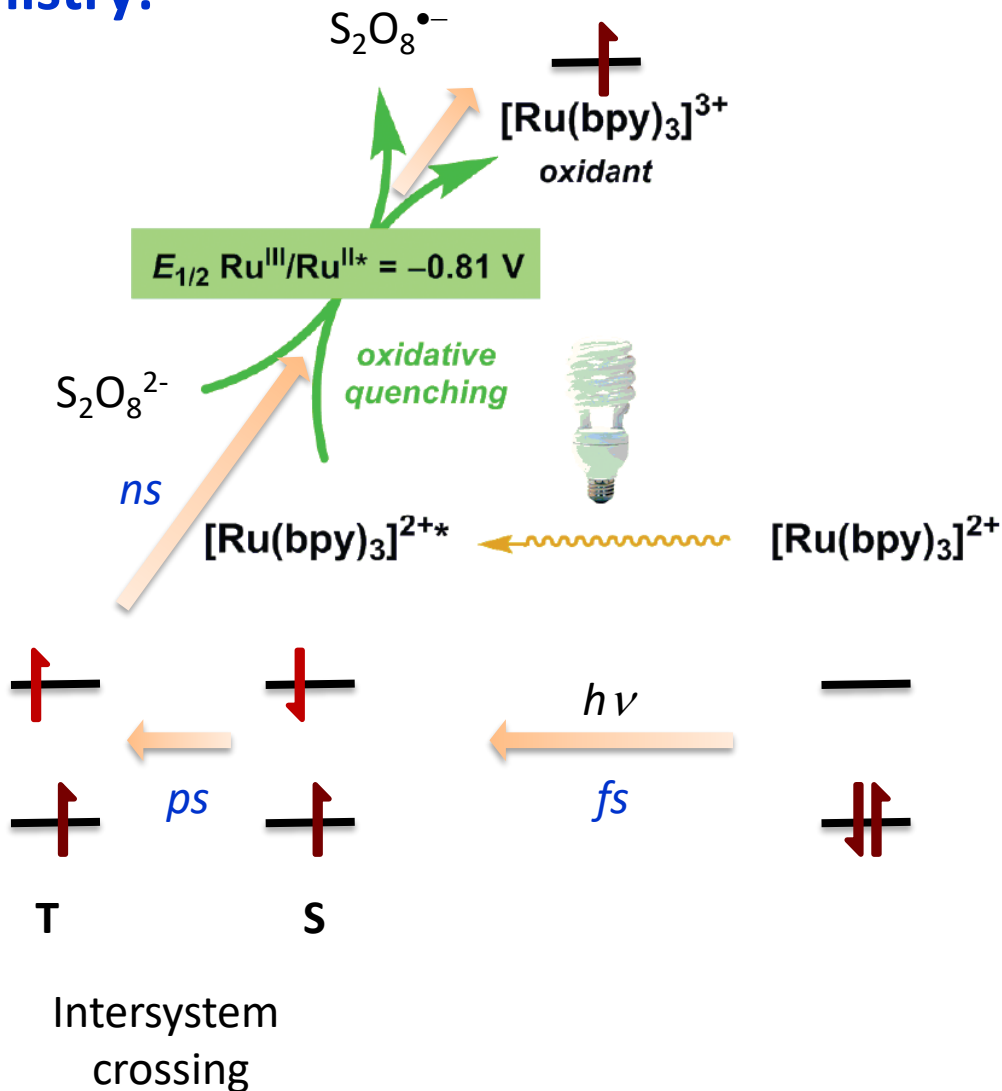 istry:
S₂O₈•–
[Ru(bpy)₃]³⁺
oxidant
E₁/₂ Ruᴵᴵᴵ/Ruᴵᴵ* = –0.81 V
oxidative
quenching
S₂O₈²⁻
ns
[Ru(bpy)₃]²⁺* [Ru(bpy)₃]²⁺
hν
ps fs
T S
Intersystem
crossing